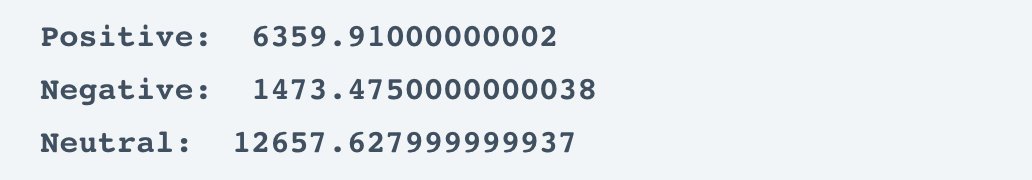 Positive:  6359.91000000002
Negative:  1473.4750000000038
Neutral:  12657.627999999937